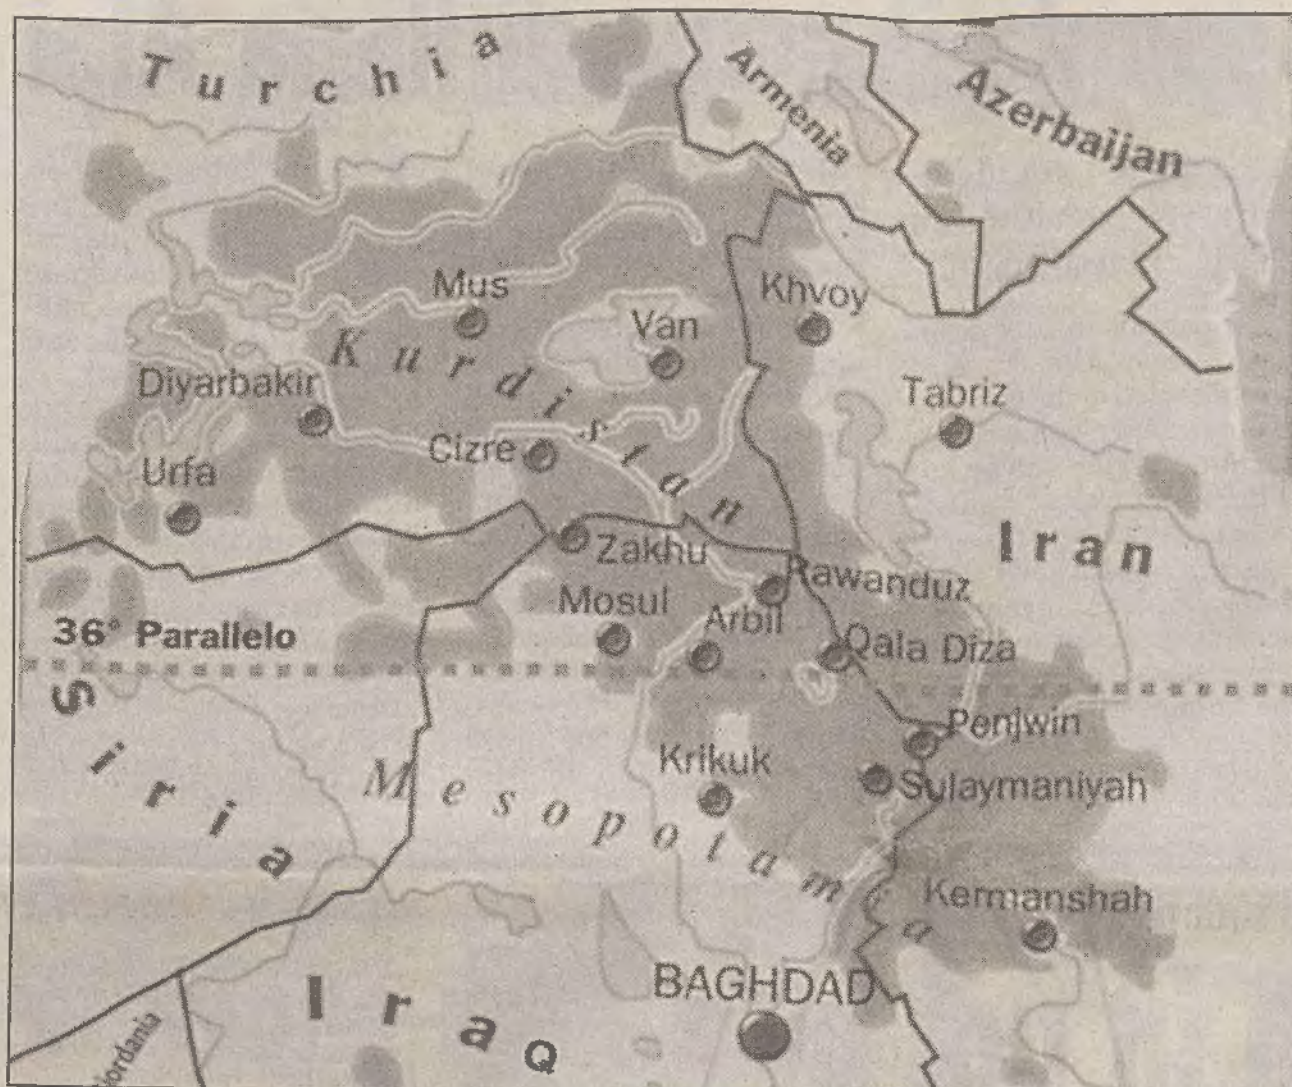 Turchia
Armenia
Azerbaijan
Mus
Khvoy
Van
Kurdistan
Diyarbakir
Tabriz
Cizre
Urfa
Iran
Zakhu
Rawanduz
Mosul
Arbil
36° Parallelo
Qala Diza
Siria
Penjwin
Krikuk
Sulaymaniyah
Mesopotamia
Kermanshah
BAGHDAD
Iraq
Giordania